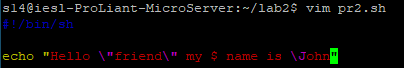 sl4@iesl-ProLiant-MicroServer:~/lab2$ vim pr2.sh
#!/bin/sh
echo "Hello \"friend\" my $ name is \John"